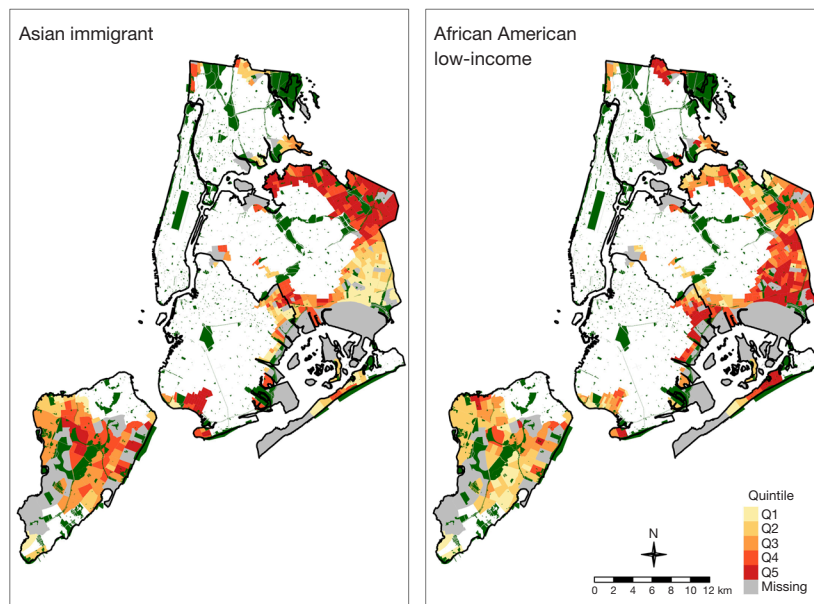 Asian immigrant
African American
low-income
Quintile
Q1
Q2
Q3
Q4
Q5
Missing
N
0 2 4 6 8 10 12 km